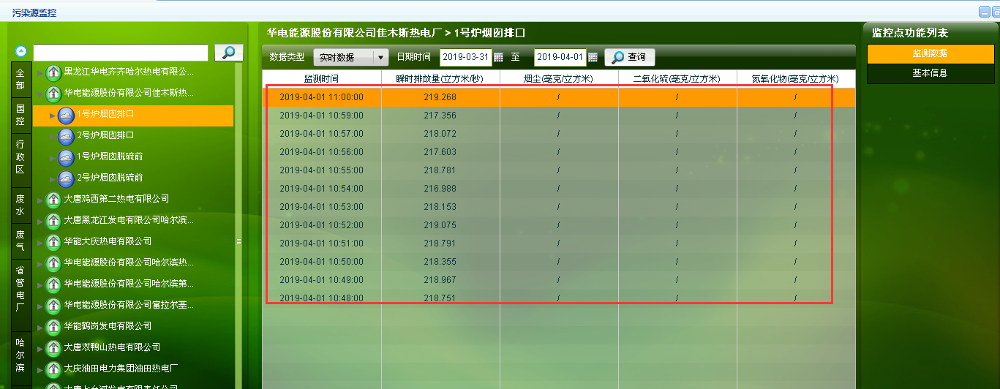 污染源监控
全部
国控
行政区
废水
废气
省管电厂
哈尔滨
黑龙江华电齐齐哈尔热电有限公...
华电能源股份有限公司佳木斯热...
1号炉烟囱排口
2号炉烟囱排口
1号炉烟囱脱硫前
2号炉烟囱脱硫前
大唐鸡西第二热电有限公司
大唐黑龙江发电有限公司哈尔滨...
华能大庆热电有限公司
华电能源股份有限公司哈尔滨热...
华电能源股份有限公司哈尔滨第...
华电能源股份有限公司富拉尔基...
华能鹤岗发电有限公司
大唐双鸭山热电有限公司
大庆油田电力集团油田热电厂
大唐七台河发电有限责任公司
华电能源股份有限公司佳木斯热电厂 > 1号炉烟囱排口
数据类型 实时数据 日期时间 2019-03-31 至 2019-04-01 查询
监测时间 瞬时排放量(立方米/秒) 烟尘(毫克/立方米) 二氧化硫(毫克/立方米) 氮氧化物(毫克/立方米)
2019-04-01 11:00:00 219.268 / / /
2019-04-01 10:59:00 217.356 / / /
2019-04-01 10:57:00 218.072 / / /
2019-04-01 10:56:00 217.603 / / /
2019-04-01 10:55:00 218.781 / / /
2019-04-01 10:54:00 216.988 / / /
2019-04-01 10:53:00 218.153 / / /
2019-04-01 10:52:00 219.075 / / /
2019-04-01 10:51:00 218.791 / / /
2019-04-01 10:50:00 218.355 / / /
2019-04-01 10:49:00 218.967 / / /
2019-04-01 10:48:00 218.751 / / /
监控点功能列表
监测数据
基本信息